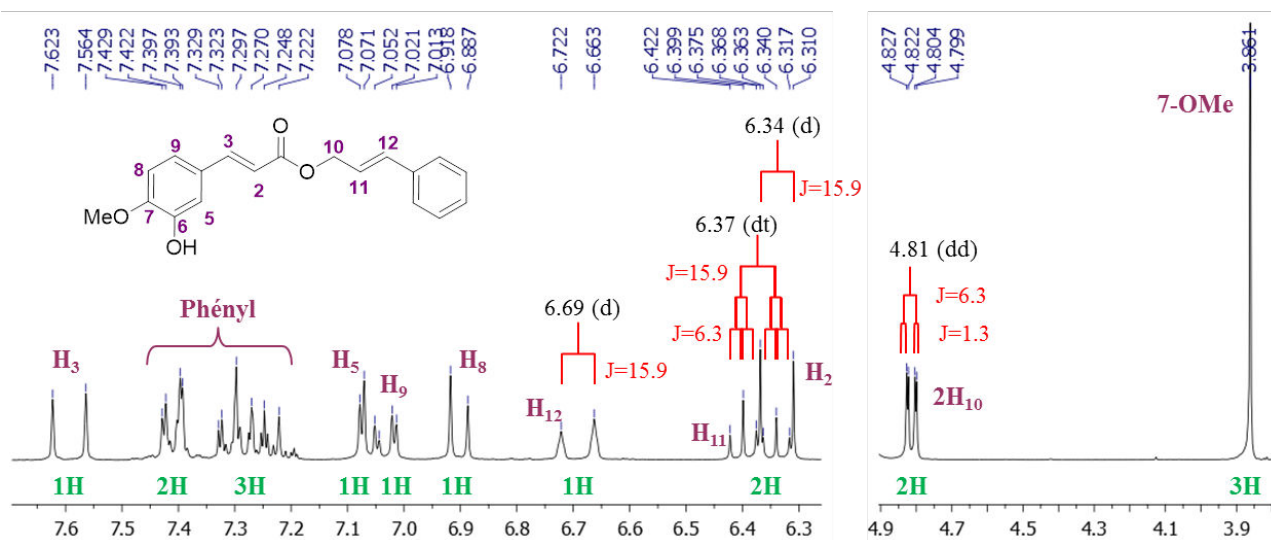 7.623 7.564 7.429 7.422 7.397 7.393 7.329 7.323 7.297 7.270 7.248 7.222 7.078 7.071 7.052 7.021 7.013 6.918 6.887 6.722 6.663 6.422 6.399 6.375 6.368 6.363 6.340 6.317 6.310
4.827 4.822 4.804 4.799 3.861
7-OMe
6.34 (d)
J=15.9
O
9 3 10 12
8 O
2 11
MeO 7 5
6
OH
6.37 (dt)
J=15.9
J=6.3
4.81 (dd)
J=6.3
J=1.3
6.69 (d)
J=15.9
Phényl
H3 H5 H9 H8 H12 H11 H2 2H10
1H 2H 3H 1H 1H 1H 1H 2H 2H 3H
7.6 7.5 7.4 7.3 7.2 7.1 7.0 6.9 6.8 6.7 6.6 6.5 6.4 6.3
4.9 4.7 4.5 4.3 4.1 3.9